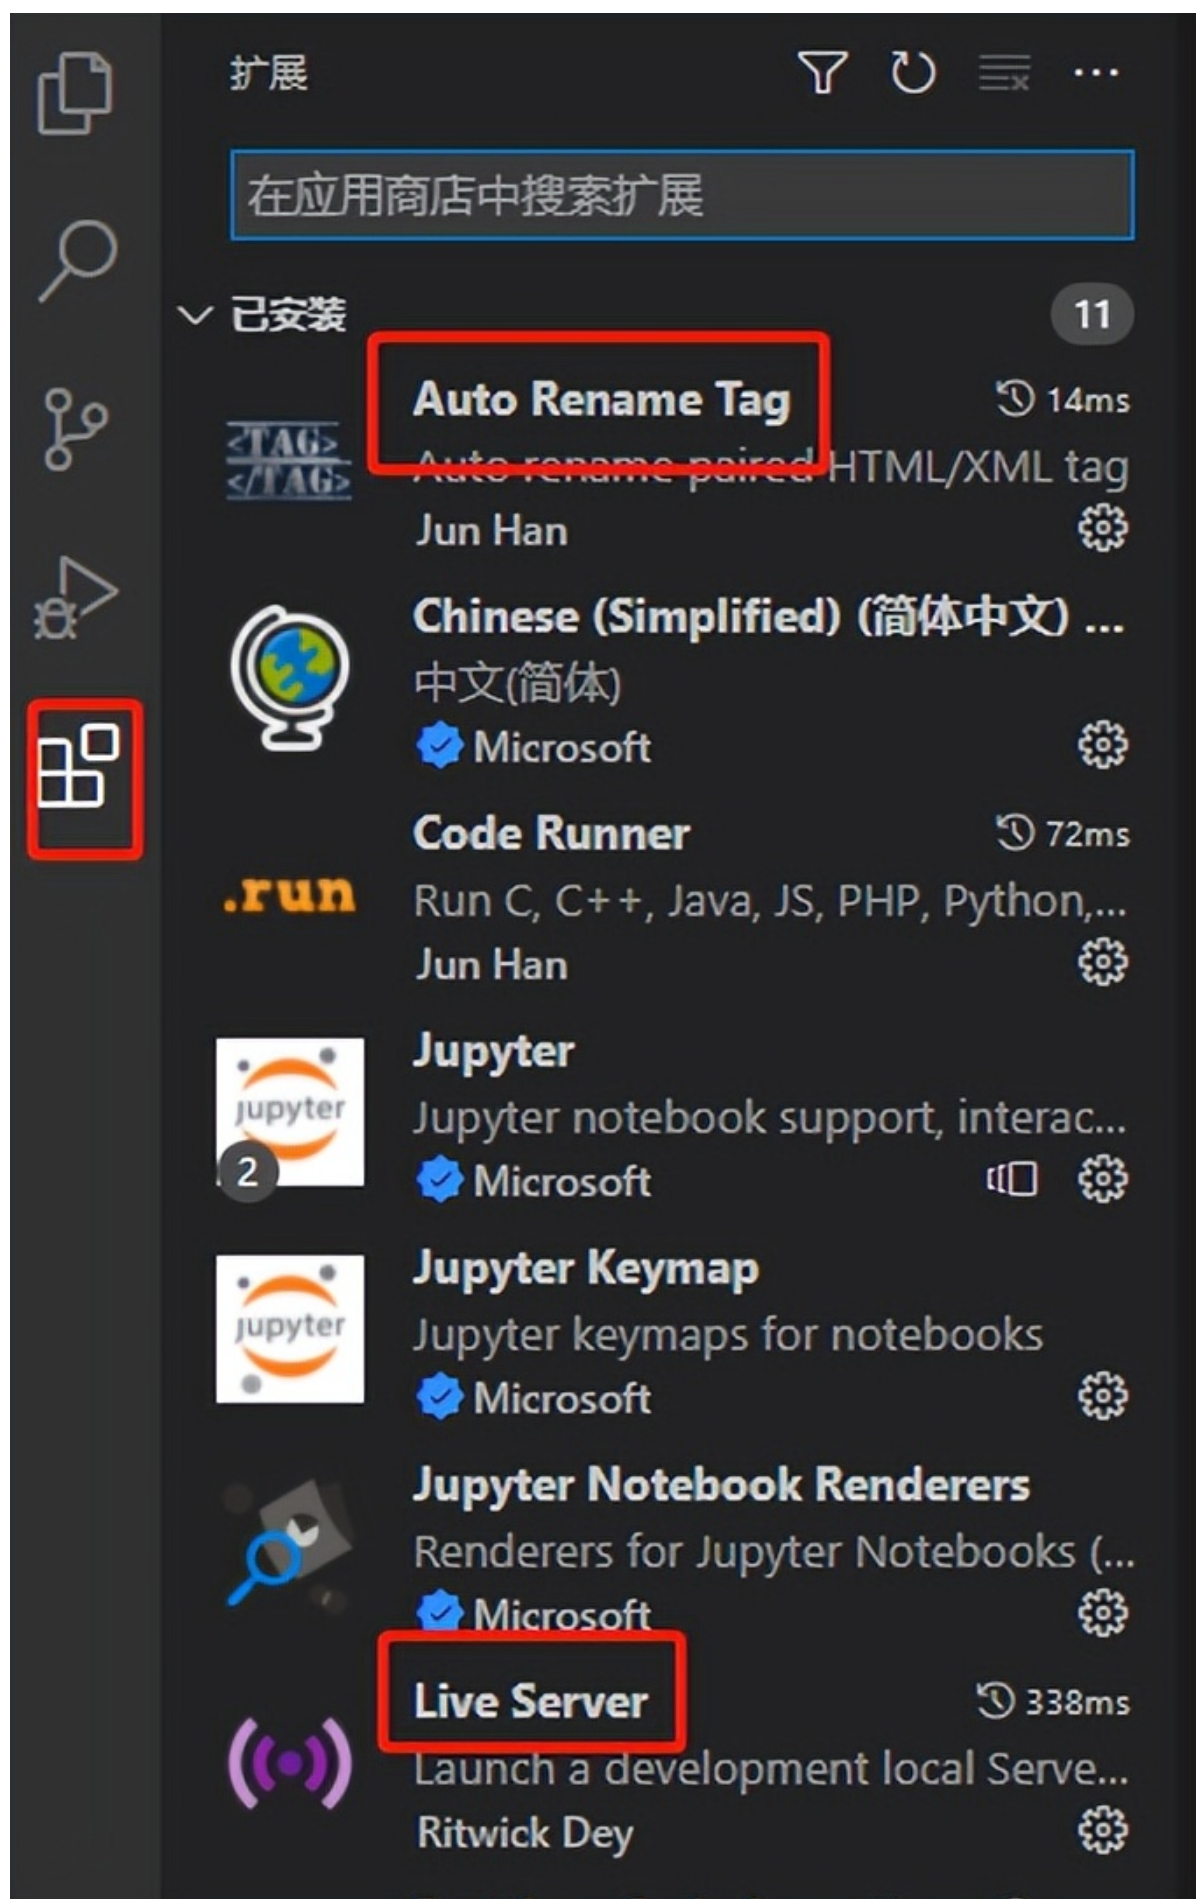 扩展
在应用商店中搜索扩展
已安装 11
Auto Rename Tag 14ms
<TAG>
</TAG>
Auto rename paired HTML/XML tag
Jun Han
Chinese (Simplified) (简体中文) ...
中文(简体)
Microsoft
Code Runner 72ms
.run
Run C, C++, Java, JS, PHP, Python,...
Jun Han
Jupyter
jupyter
Jupyter notebook support, interac...
2
Microsoft
Jupyter Keymap
jupyter
Jupyter keymaps for notebooks
Microsoft
Jupyter Notebook Renderers
Renderers for Jupyter Notebooks (...
Microsoft
Live Server 338ms
Launch a development local Serve...
Ritwick Dey